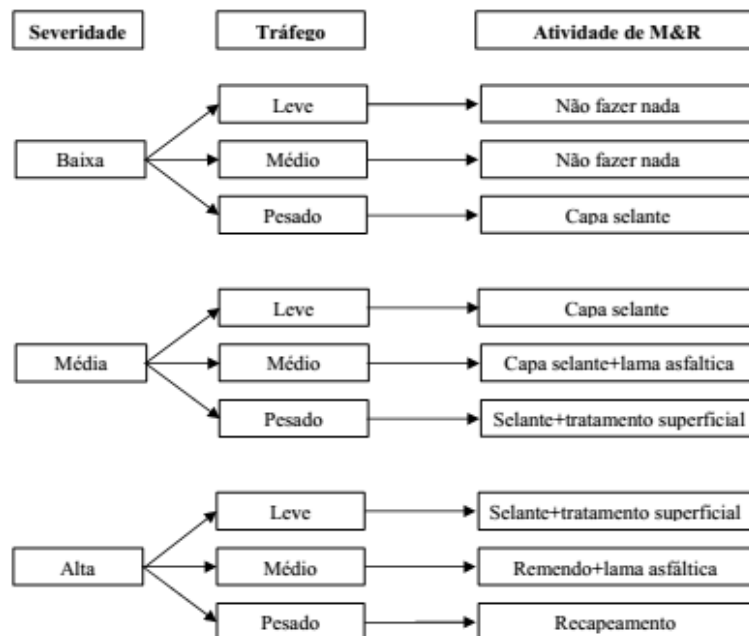 Severidade Tráfego Atividade de M&R
Leve Não fazer nada
Baixa Médio Não fazer nada
Pesado Capa selante
Leve Capa selante
Média Médio Capa selante+lama asfaltica
Pesado Selante+tratamento superficial
Leve Selante+tratamento superficial
Alta Médio Remendo+lama asfáltica
Pesado Recapeamento